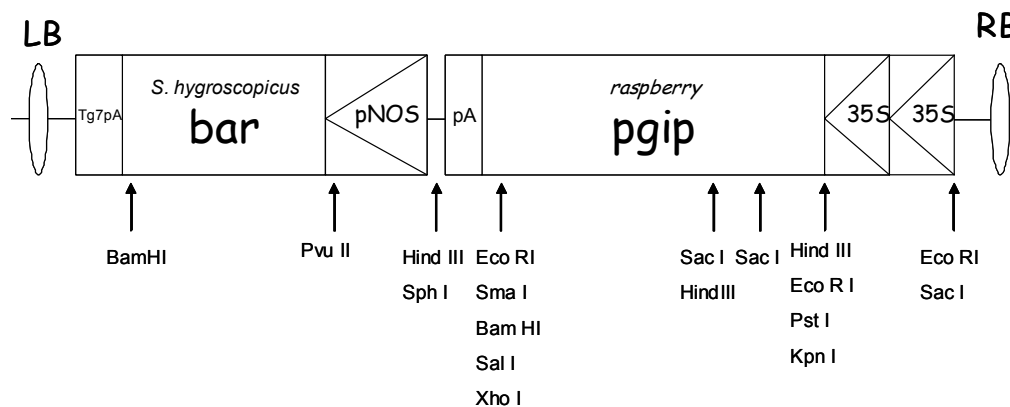 LB
RB
Tg7pA
S. hygroscopicus
bar
pNOS
pA
raspberry
pgip
35S
35S
BamHI
Pvu II
Hind III
Sph I
Eco RI
Sma I
Bam HI
Sal I
Xho I
Sac I
HindIII
Sac I
Hind III
Eco R I
Pst I
Kpn I
Eco RI
Sac I